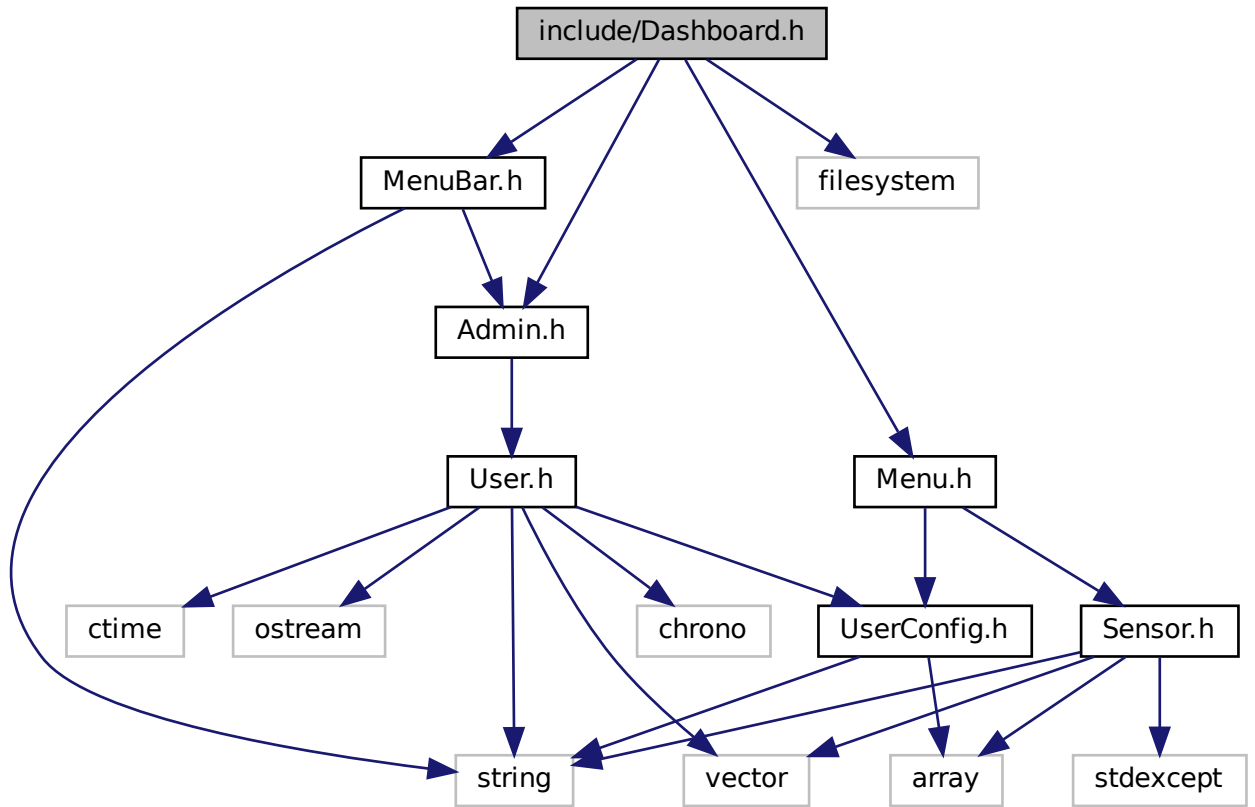 include/Dashboard.h
MenuBar.h
filesystem
Admin.h
User.h
Menu.h
ctime
ostream
chrono
UserConfig.h
Sensor.h
string
vector
array
stdexcept